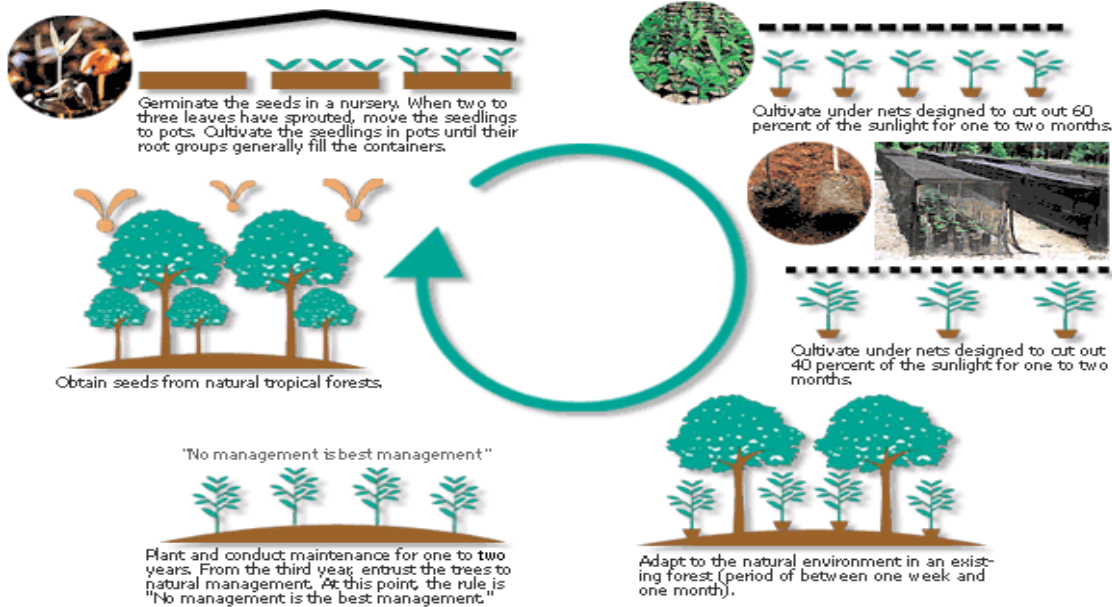 Germinate the seeds in a nursery. When two to
three leaves have sprouted, move the seedlings
to pots. Cultivate the seedlings in pots until their
root groups generally fill the containers.
Cultivate under nets designed to cut out 60
percent of the sunlight for one to two months.
Cultivate under nets designed to cut out
40 percent of the sunlight for one to two
months.
Adapt to the natural environment in an exist-
ing forest (period of between one week and
one month).
"No management is best management"
Plant and conduct maintenance for one to two
years. From the third year, entrust the trees to
natural management. At this point, the rule is
"No management is the best management."
Obtain seeds from natural tropical forests.